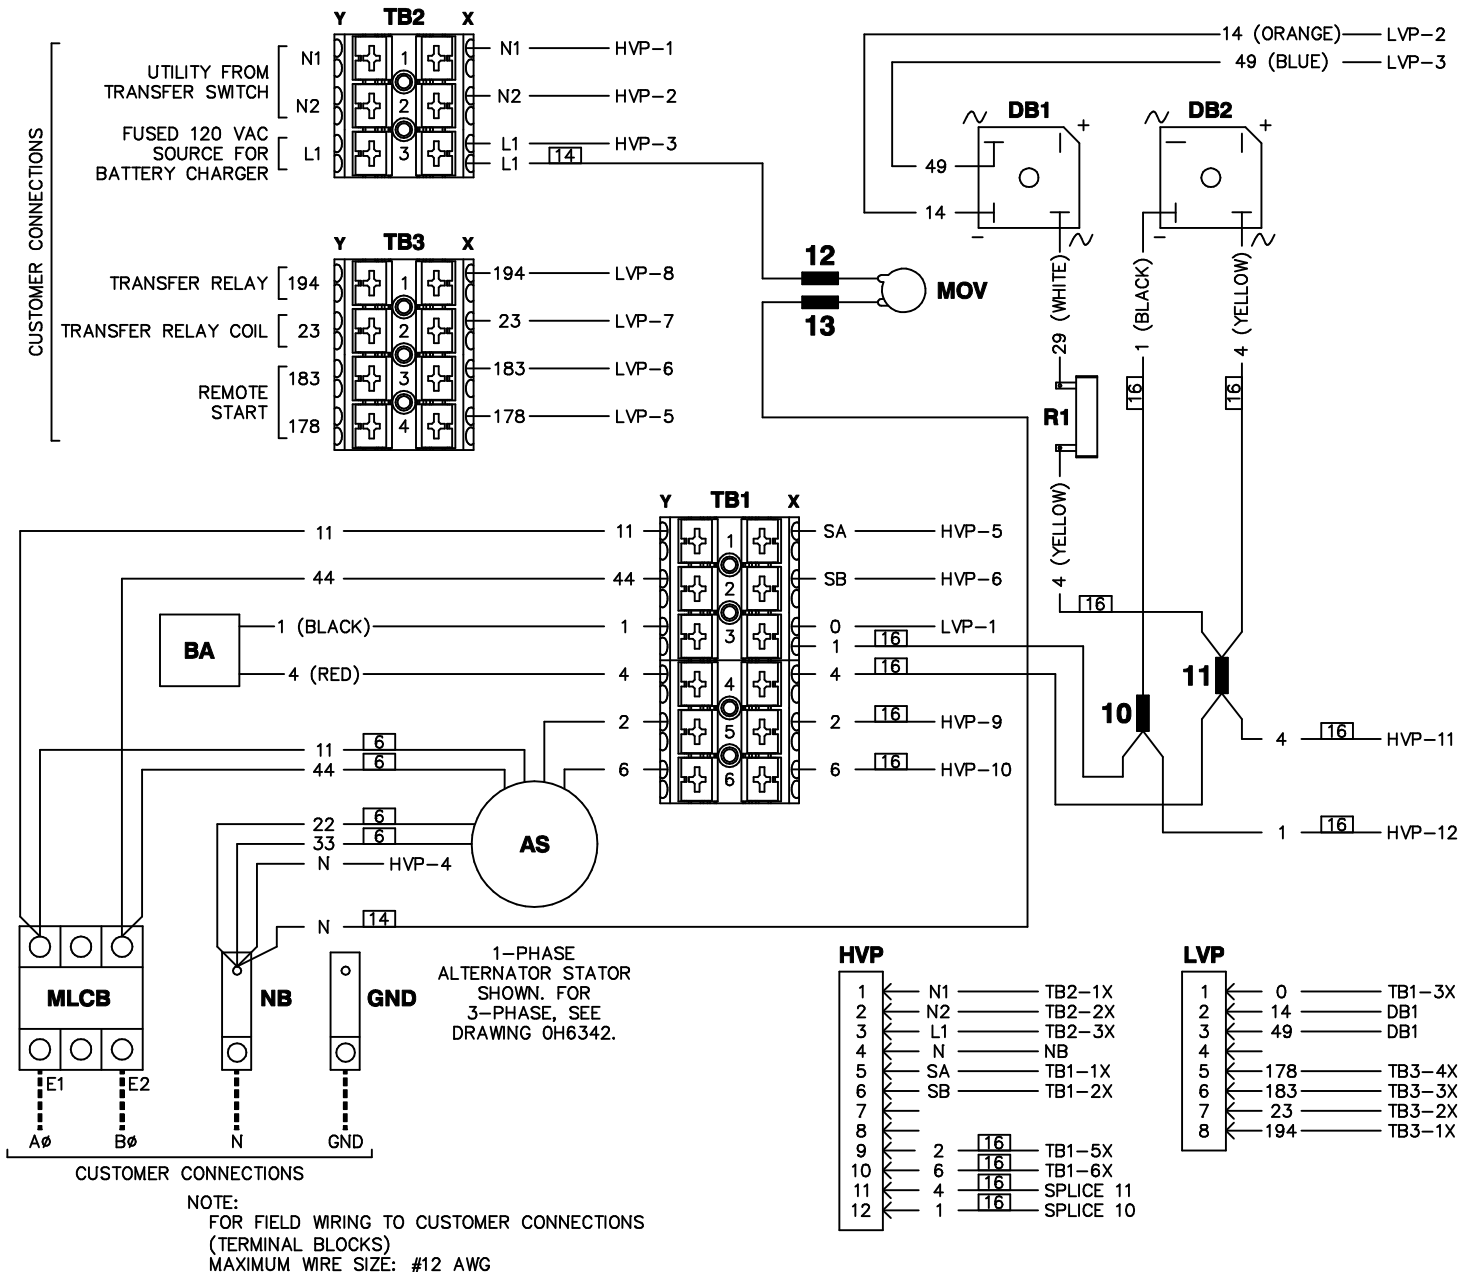 Y TB2 X
N1 1 N1 HVP-1
UTILITY FROM
TRANSFER SWITCH
N2 2 N2 HVP-2
FUSED 120 VAC
SOURCE FOR
BATTERY CHARGER
L1 3 L1 HVP-3
L1 14
CUSTOMER CONNECTIONS
Y TB3 X
TRANSFER RELAY 194 1 194 LVP-8
TRANSFER RELAY COIL 23 2 23 LVP-7
REMOTE
START
183 3 183 LVP-6
178 4 178 LVP-5
14 (ORANGE) LVP-2
49 (BLUE) LVP-3
DB1 DB2
~ + ~ +
49 −
14
− ~ − ~
12
13
MOV
29 (WHITE)
1 (BLACK)
4 (YELLOW)
16 16
R1
4 (YELLOW)
16
Y TB1 X
11 11 1 SA HVP-5
44 44 2 SB HVP-6
BA
1 (BLACK) 1 3 0 LVP-1
1 16
4 (RED) 4 4 4 16
2 5 2 16 HVP-9
6 6 6 16 HVP-10
10
11
4 16 HVP-11
1 16 HVP-12
11 6
44 6
22 6
33 6
N HVP-4
N 14
AS
1-PHASE
ALTERNATOR STATOR
SHOWN. FOR
3-PHASE, SEE
DRAWING 0H6342.
MLCB NB GND
E1 E2
AØ BØ N GND
CUSTOMER CONNECTIONS
NOTE:
FOR FIELD WIRING TO CUSTOMER CONNECTIONS
(TERMINAL BLOCKS)
MAXIMUM WIRE SIZE: #12 AWG
HVP
1 N1 TB2-1X
2 N2 TB2-2X
3 L1 TB2-3X
4 N NB
5 SA TB1-1X
6 SB TB1-2X
7
8
9 2 16 TB1-5X
10 6 16 TB1-6X
11 4 16 SPLICE 11
12 1 16 SPLICE 10
LVP
1 0 TB1-3X
2 14 DB1
3 49 DB1
4
5 178 TB3-4X
6 183 TB3-3X
7 23 TB3-2X
8 194 TB3-1X